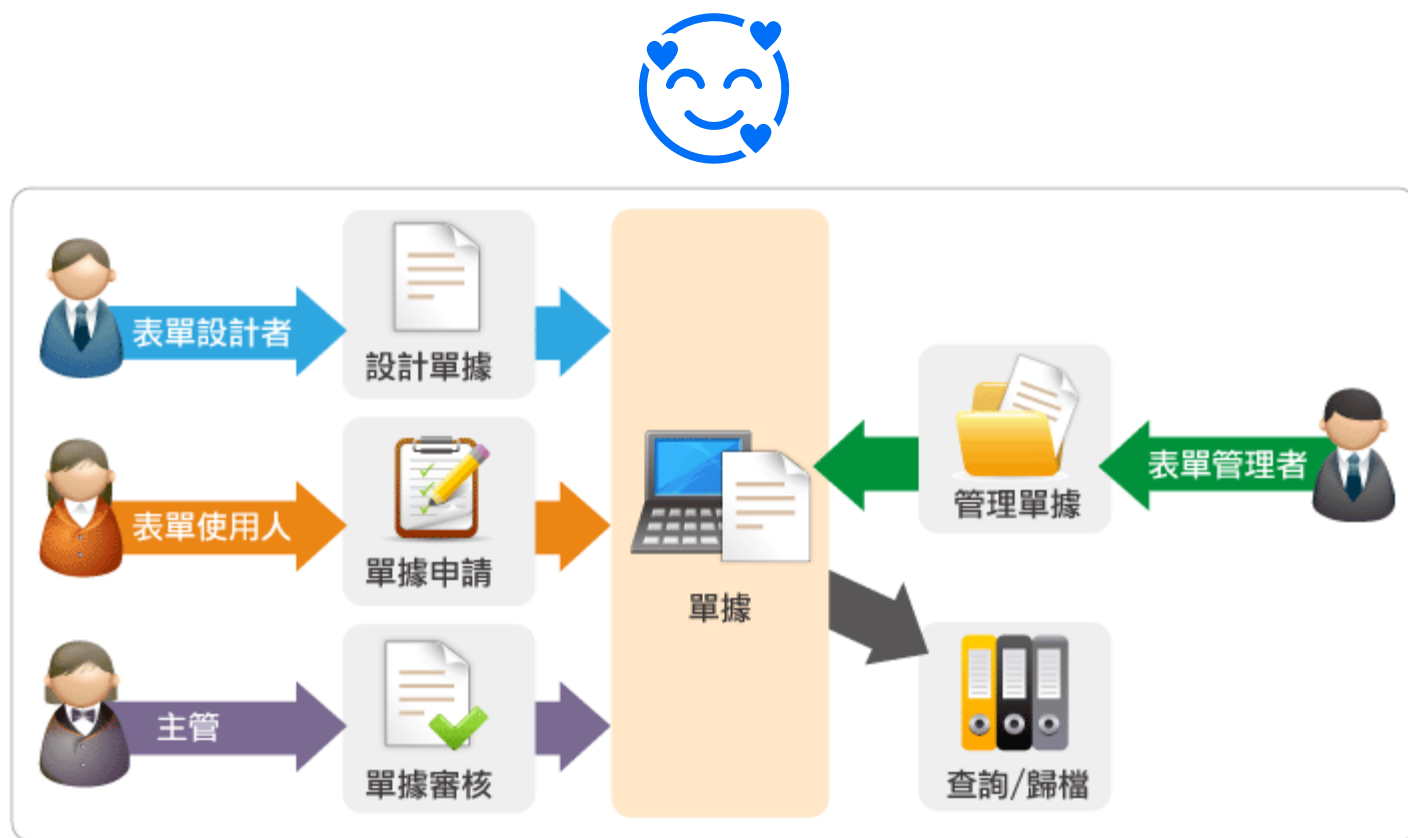 表單設計者
設計單據
表單使用人
單據申請
主管
單據審核
單據
管理單據
表單管理者
查詢/歸檔